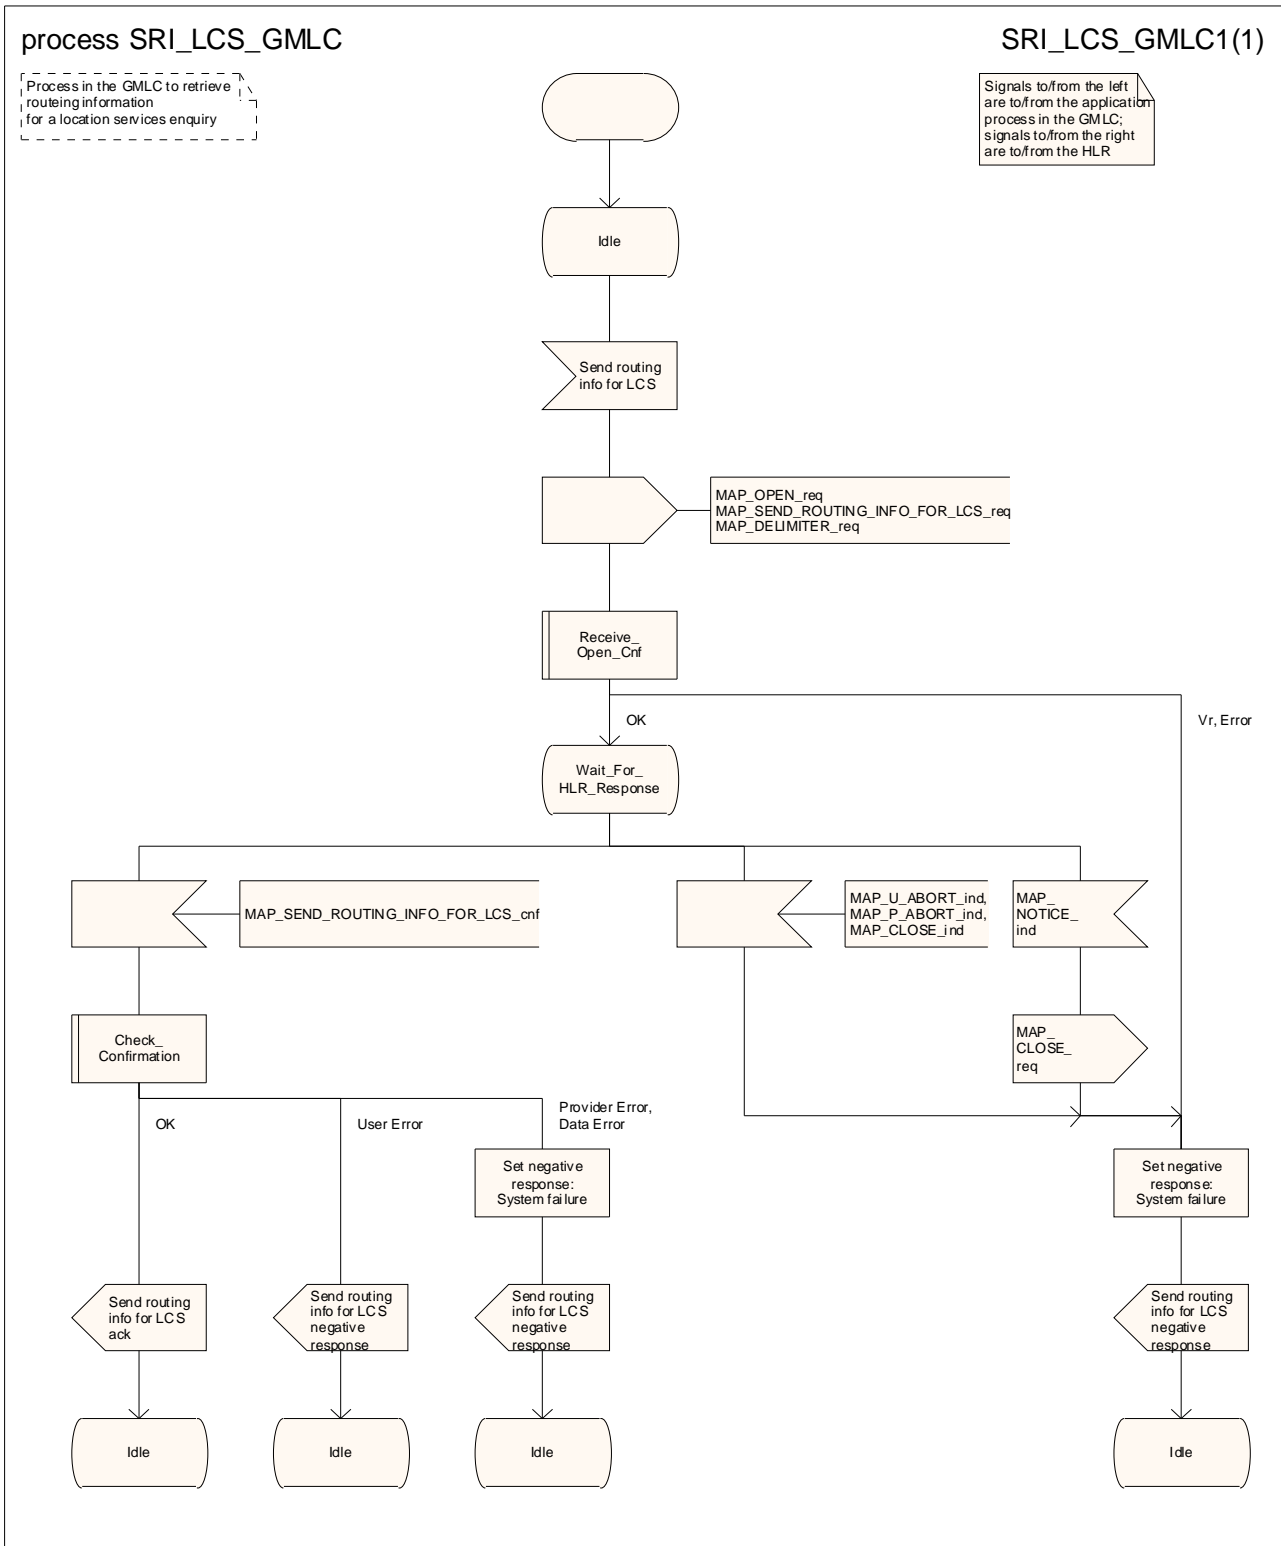 process SRI_LCS_GMLC
SRI_LCS_GMLC1(1)
Process in the GMLC to retrieve
routeing information
for a location services enquiry
Signals to/from the left
are to/from the application
process in the GMLC;
signals to/from the right
are to/from the HLR
Idle
Send routing
info for LCS
MAP_OPEN_req
MAP_SEND_ROUTING_INFO_FOR_LCS_req
MAP_DELIMITER_req
Receive_
Open_Cnf
OK
Vr, Error
Wait_For_
HLR_Response
MAP_SEND_ROUTING_INFO_FOR_LCS_cnf
MAP_U_ABORT_ind,
MAP_P_ABORT_ind,
MAP_CLOSE_ind
MAP_
NOTICE_
ind
Check_
Confirmation
MAP_
CLOSE_
req
OK
User Error
Provider Error,
Data Error
Set negative
response:
System failure
Set negative
response:
System failure
Send routing
info for LCS
ack
Send routing
info for LCS
negative
response
Send routing
info for LCS
negative
response
Send routing
info for LCS
negative
response
Idle
Idle
Idle
Idle